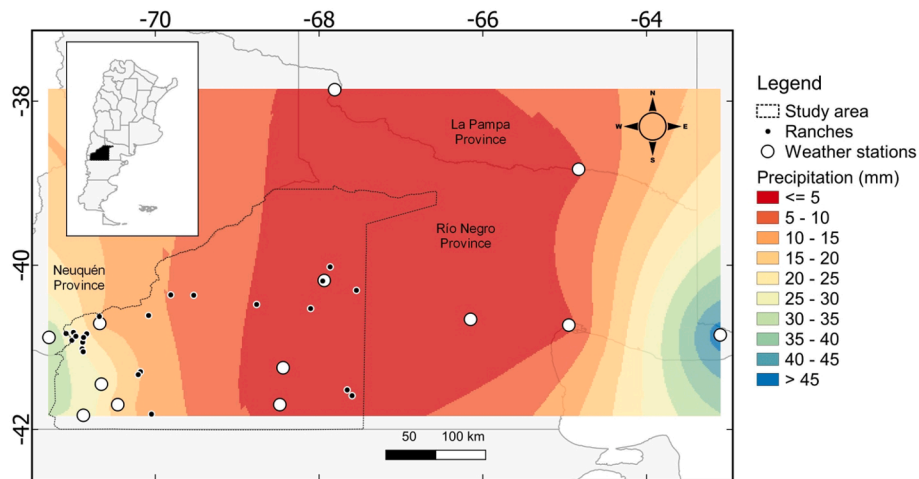 -70 -68 -66 -64
-38
-40
-42
La Pampa
Province
Río Negro
Province
Neuquén
Province
N
W E
S
50 100 km
Legend
Study area
Ranches
Weather stations
Precipitation (mm)
<= 5
5 - 10
10 - 15
15 - 20
20 - 25
25 - 30
30 - 35
35 - 40
40 - 45
> 45